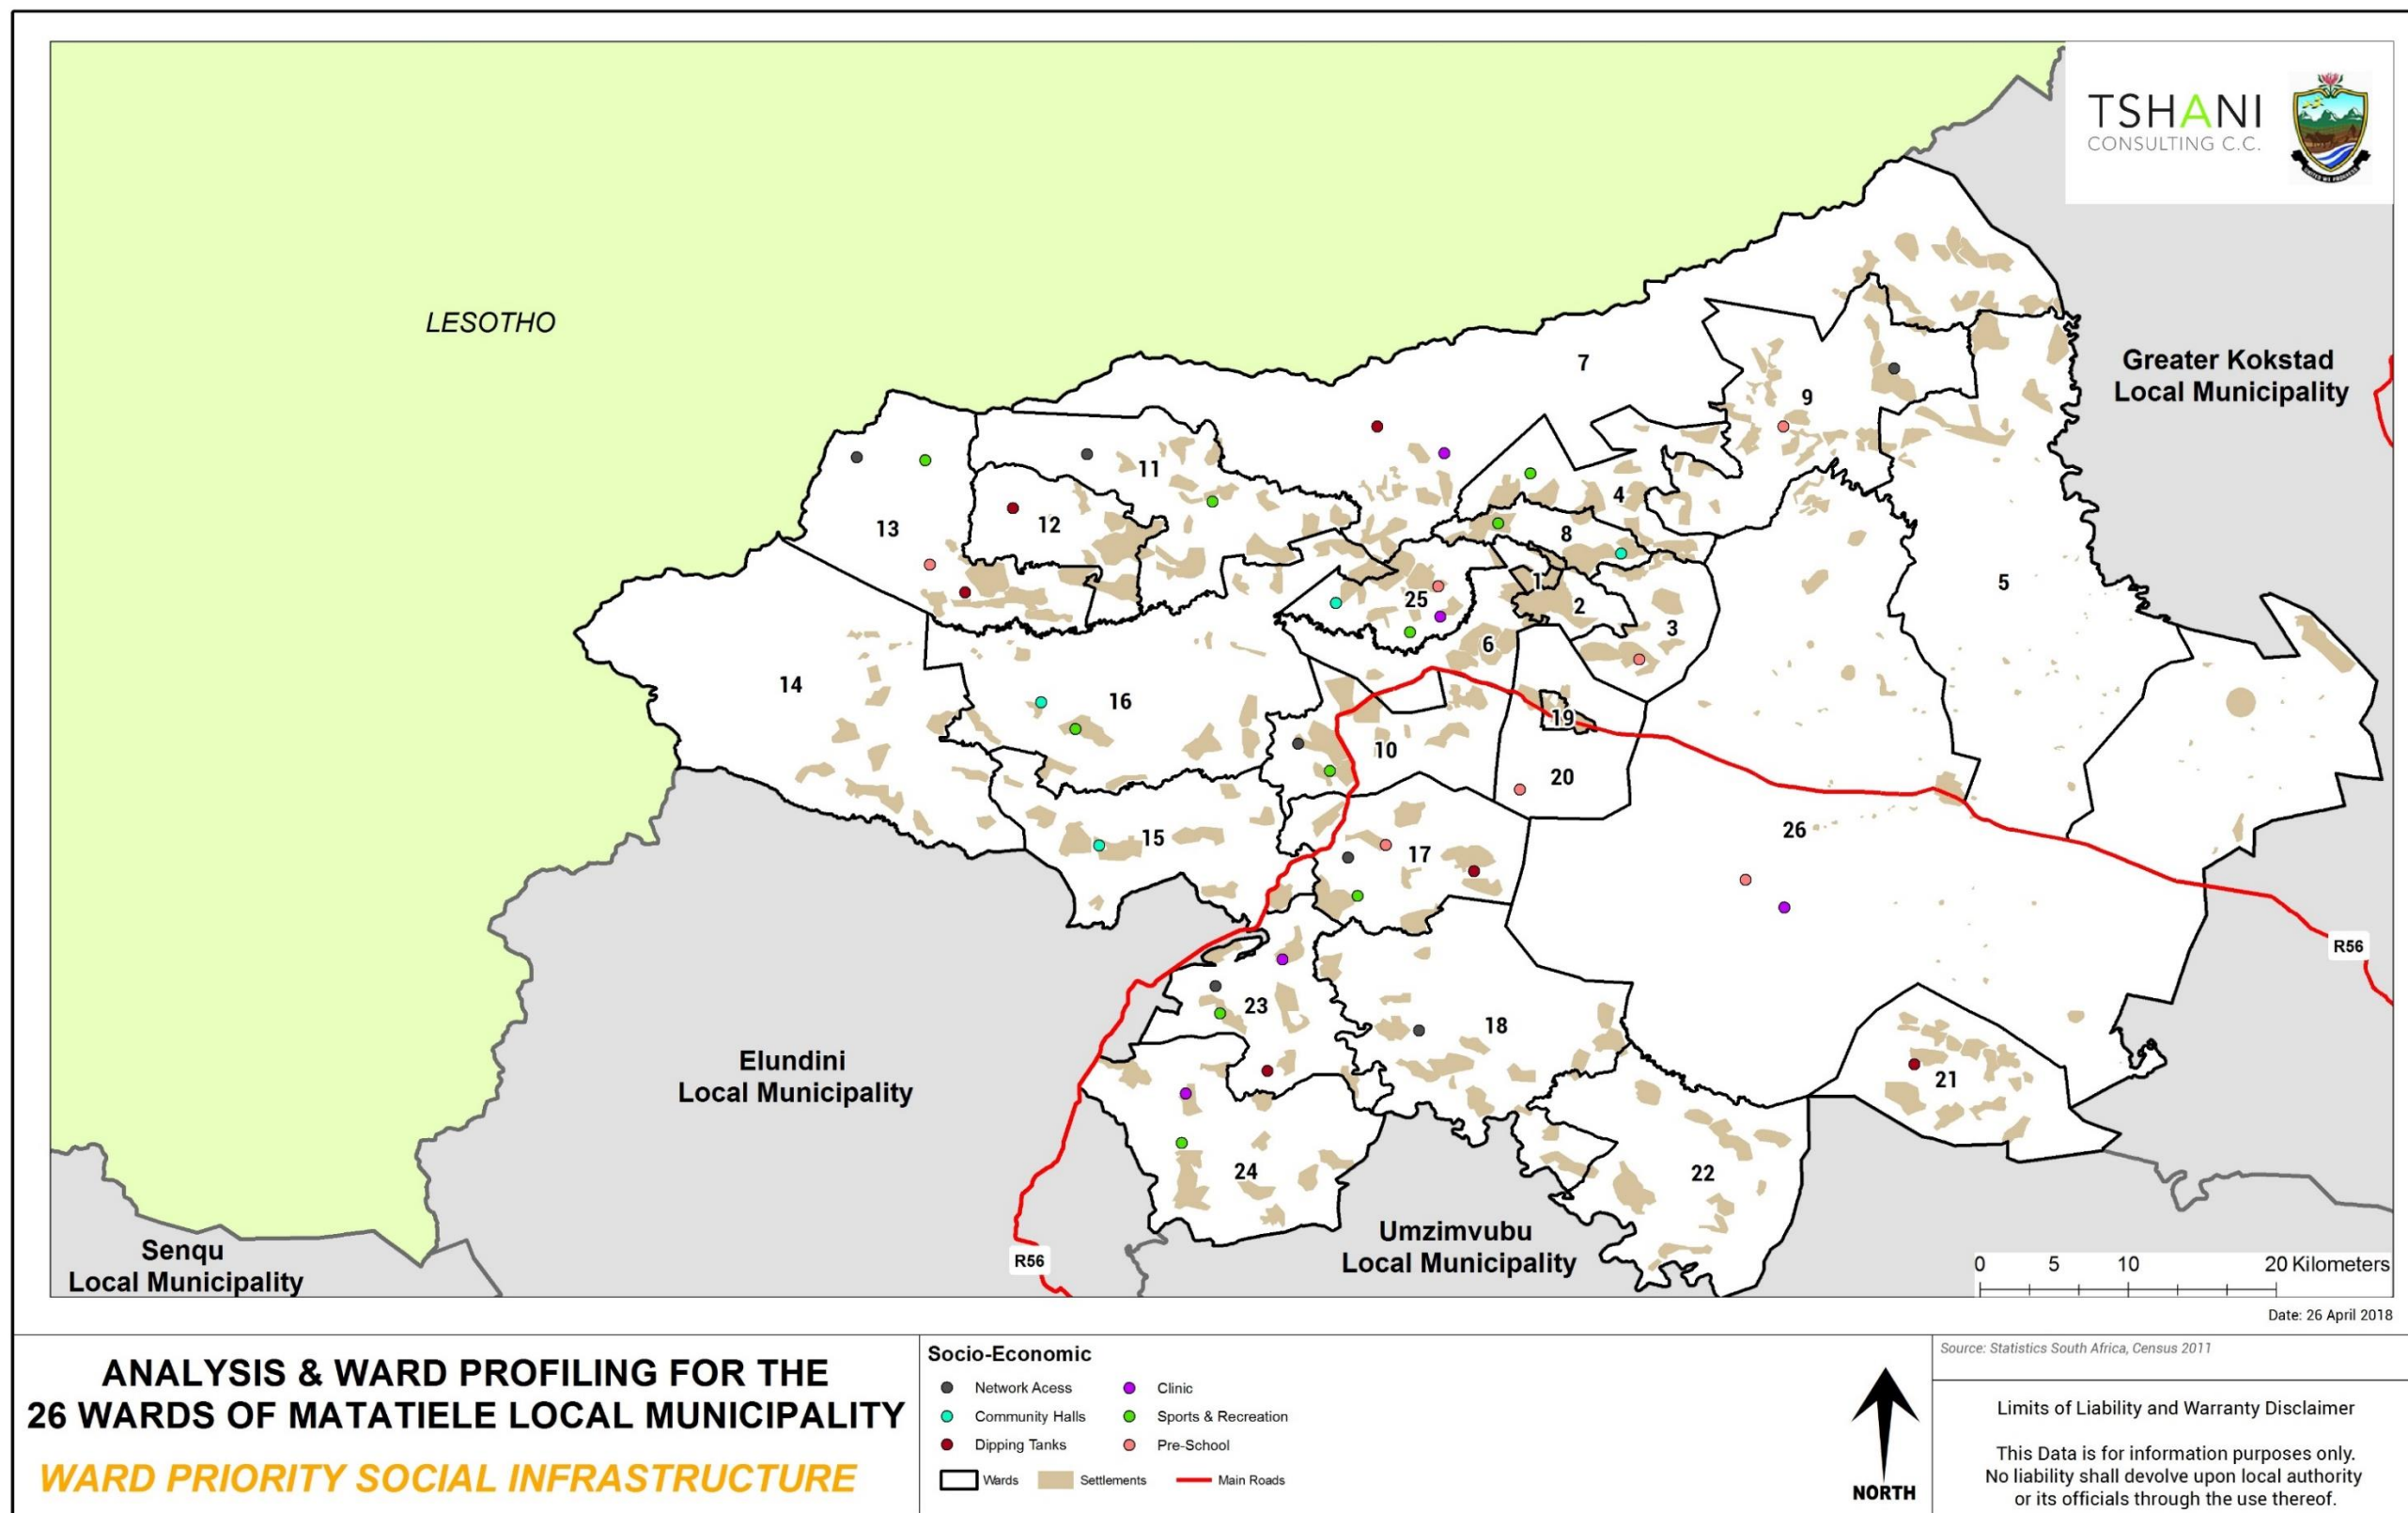 TSHANI
CONSULTING C.C.
LESOTHO
Greater Kokstad
Local Municipality
7
9
11
4
13
12
8
1
5
25
2
3
6
14
16
19
10
20
26
15
17
R56
23
18
Elundini
Local Municipality
21
24
22
Umzimvubu
Local Municipality
Senqu
Local Municipality
R56
0 5 10 20 Kilometers
Date: 26 April 2018
ANALYSIS & WARD PROFILING FOR THE
26 WARDS OF MATATIELE LOCAL MUNICIPALITY
WARD PRIORITY SOCIAL INFRASTRUCTURE
Socio-Economic
Network Acess
Clinic
Community Halls
Sports & Recreation
Dipping Tanks
Pre-School
Wards
Settlements
Main Roads
NORTH
Source: Statistics South Africa, Census 2011
Limits of Liability and Warranty Disclaimer
This Data is for information purposes only.
No liability shall devolve upon local authority
or its officials through the use thereof.